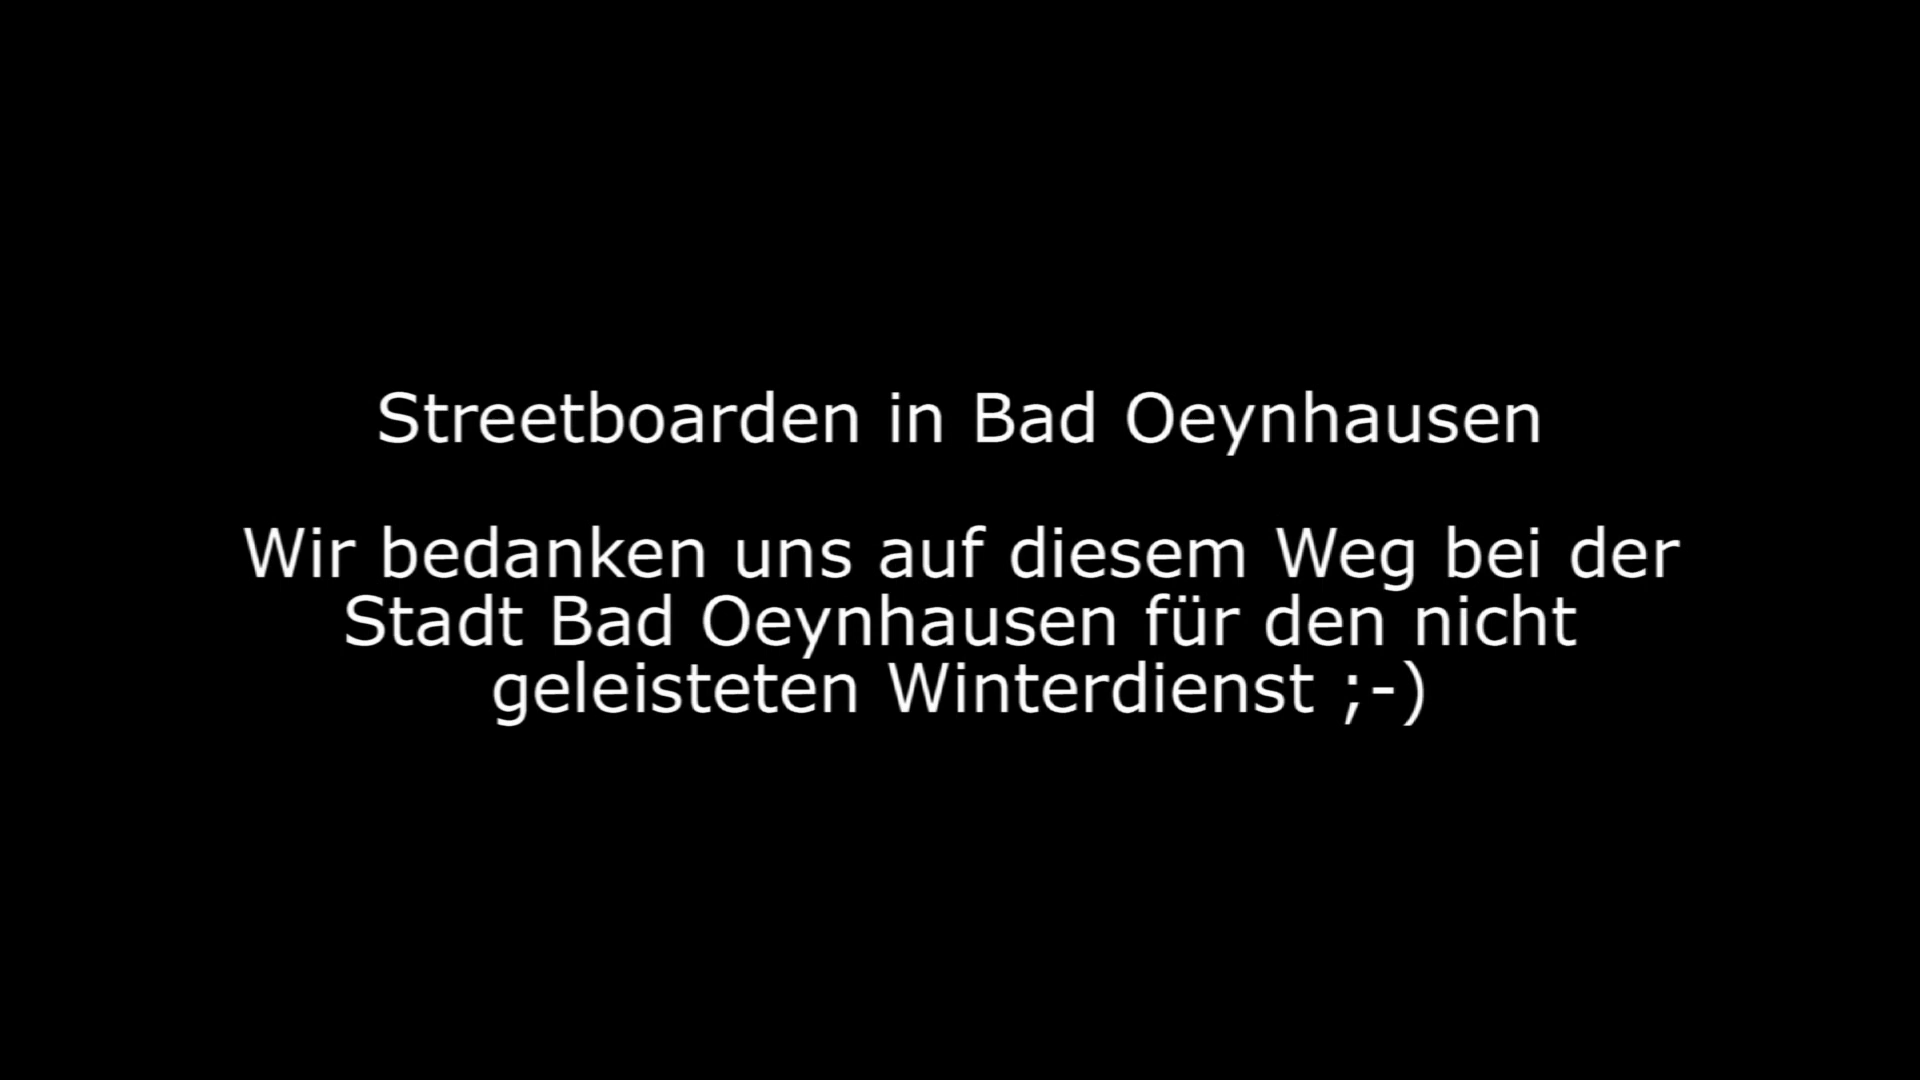 Streetboarden in Bad Oeynhausen
Wir bedanken uns auf diesem Weg bei der
Stadt Bad Oeynhausen für den nicht
geleisteten Winterdienst ;-)